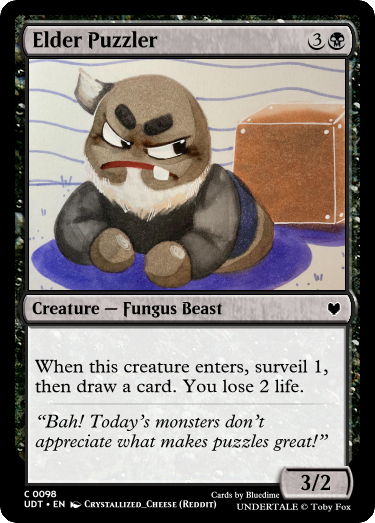 Elder Puzzler 3
Creature — Fungus Beast
When this creature enters, surveil 1,
then draw a card. You lose 2 life.
“Bah! Today’s monsters don’t
appreciate what makes puzzles great!”
3/2
C 0098
UDT • EN Crystallized_Cheese (Reddit)
Cards by Bluedime
UNDERTALE © Toby Fox